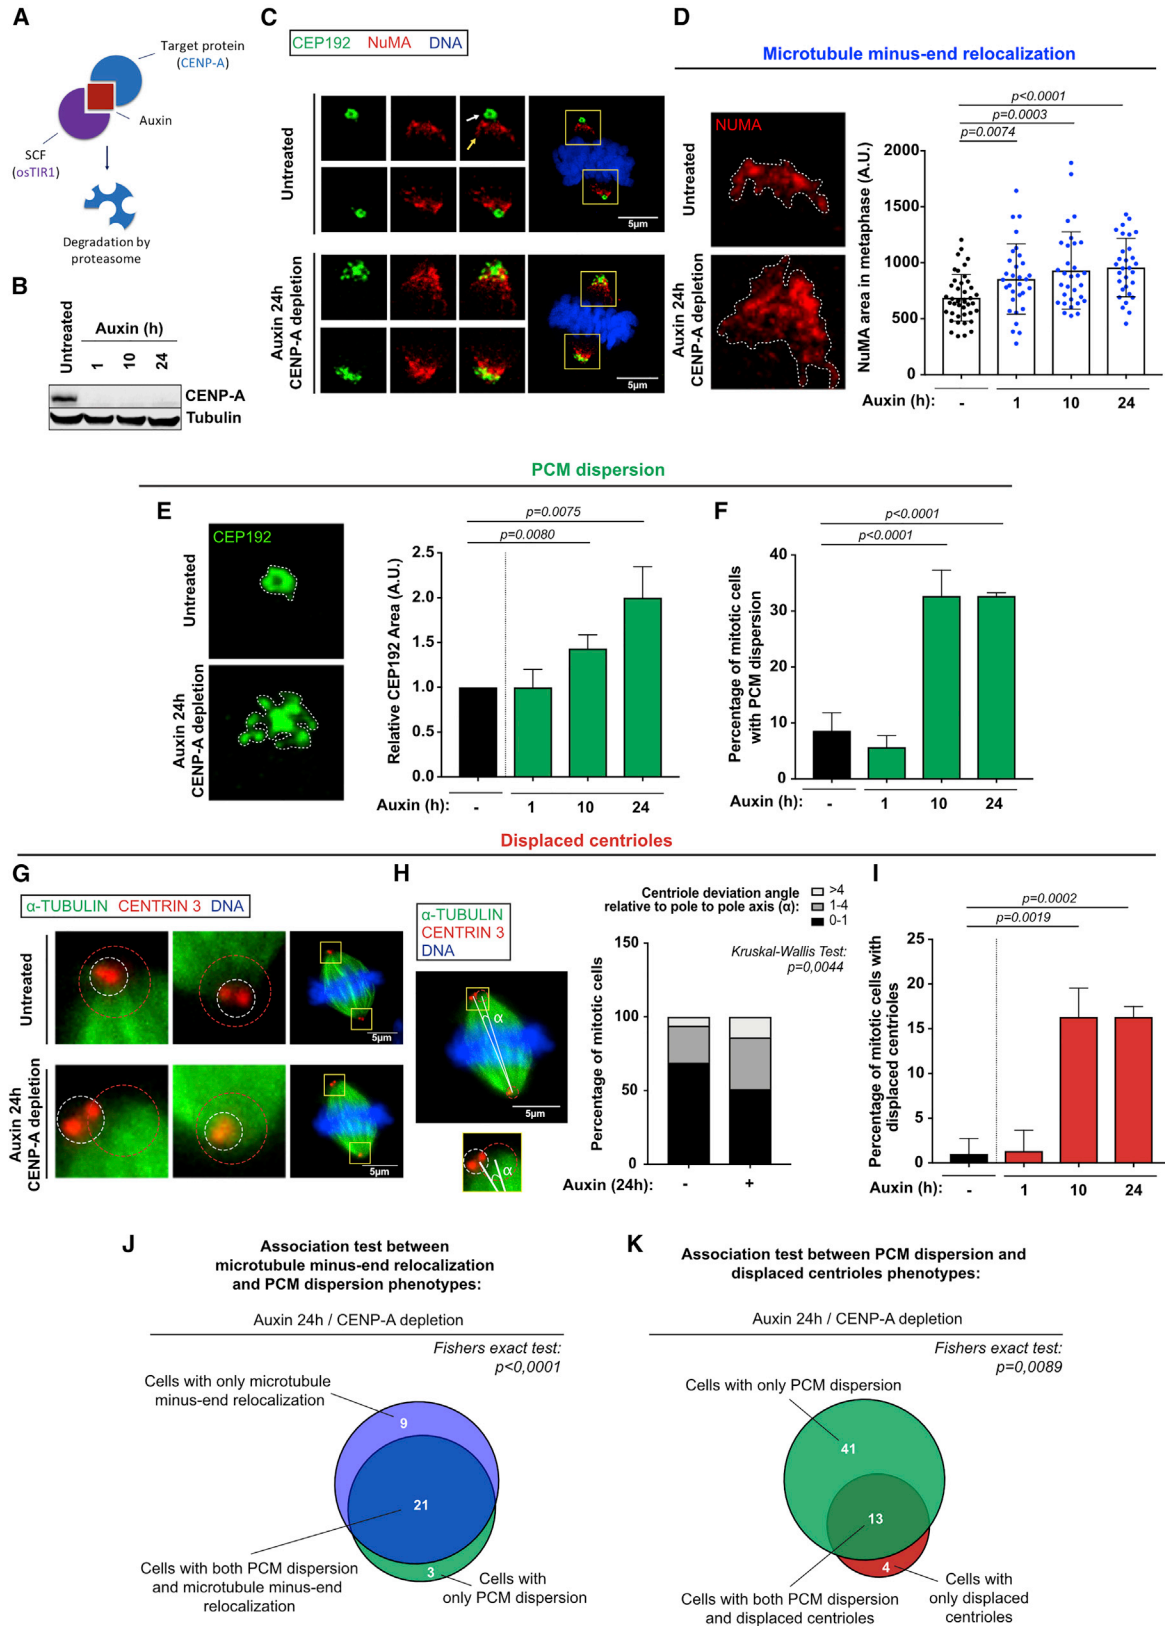 A
Target protein
(CENP-A)
Auxin
SCF
(osTIR1)
Degradation by
proteasome
B
Untreated
Auxin (h)
1 10 24
CENP-A
Tubulin
C
CEP192 NuMA DNA
Untreated
5µm
Auxin 24h
CENP-A depletion
5µm
D
Microtubule minus-end relocalization
NUMA
Untreated
Auxin 24h
CENP-A depletion
p<0.0001
p=0.0003
p=0.0074
NuMA area in metaphase (A.U.)
2000
1500
1000
500
0
Auxin (h): - 1 10 24
PCM dispersion
E
CEP192
Untreated
Auxin 24h
CENP-A depletion
p=0.0075
p=0.0080
Relative CEP192 Area (A.U.)
2.5
2.0
1.5
1.0
0.5
0.0
Auxin (h): - 1 10 24
F
p<0.0001
p<0.0001
Percentage of mitotic cells
with PCM dispersion
40
30
20
10
0
Auxin (h): - 1 10 24
Displaced centrioles
G
α-TUBULIN CENTRIN 3 DNA
Untreated
5µm
Auxin 24h
CENP-A depletion
5µm
H
α-TUBULIN
CENTRIN 3
DNA
α
5µm
α
Centriole deviation angle
relative to pole to pole axis (α):
>4
1-4
0-1
Kruskal-Wallis Test:
p=0,0044
Percentage of mitotic cells
150
100
50
0
Auxin (24h): - +
I
p=0.0002
p=0.0019
Percentage of mitotic cells with
displaced centrioles
25
20
15
10
5
0
Auxin (h): - 1 10 24
J
Association test between
microtubule minus-end relocalization
and PCM dispersion phenotypes:
Auxin 24h / CENP-A depletion
Fishers exact test:
p<0,0001
Cells with only microtubule
minus-end relocalization
9
21
3
Cells with both PCM dispersion
and microtubule minus-end
relocalization
Cells with
only PCM dispersion
K
Association test between PCM dispersion and
displaced centrioles phenotypes:
Auxin 24h / CENP-A depletion
Fishers exact test:
p=0,0089
Cells with only PCM dispersion
41
13
4
Cells with both PCM dispersion
and displaced centrioles
Cells with
only displaced
centrioles